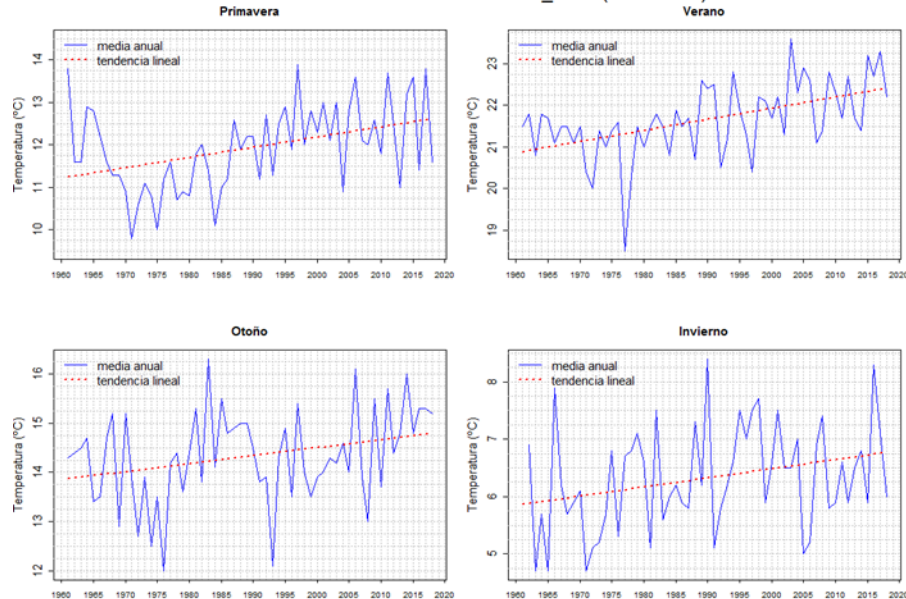 Primavera
media anual
tendencia lineal
Temperatura (ºC)
14
13
12
11
10
1960 1965 1970 1975 1980 1985 1990 1995 2000 2005 2010 2015 2020
Verano
media anual
tendencia lineal
Temperatura (ºC)
23
22
21
20
19
1960 1965 1970 1975 1980 1985 1990 1995 2000 2005 2010 2015 2020
Otoño
media anual
tendencia lineal
Temperatura (ºC)
16
15
14
13
12
1960 1965 1970 1975 1980 1985 1990 1995 2000 2005 2010 2015 2020
Invierno
media anual
tendencia lineal
Temperatura (ºC)
8
7
6
5
1960 1965 1970 1975 1980 1985 1990 1995 2000 2005 2010 2015 2020